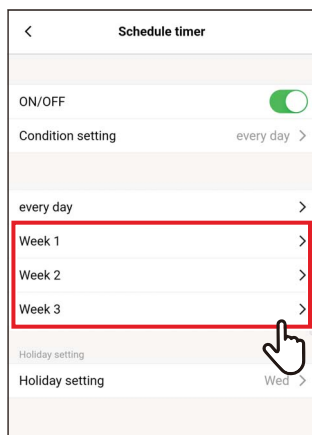 Schedule timer
ON/OFF
Condition setting every day
every day
Week 1
Week 2
Week 3
Holiday setting
Holiday setting Wed